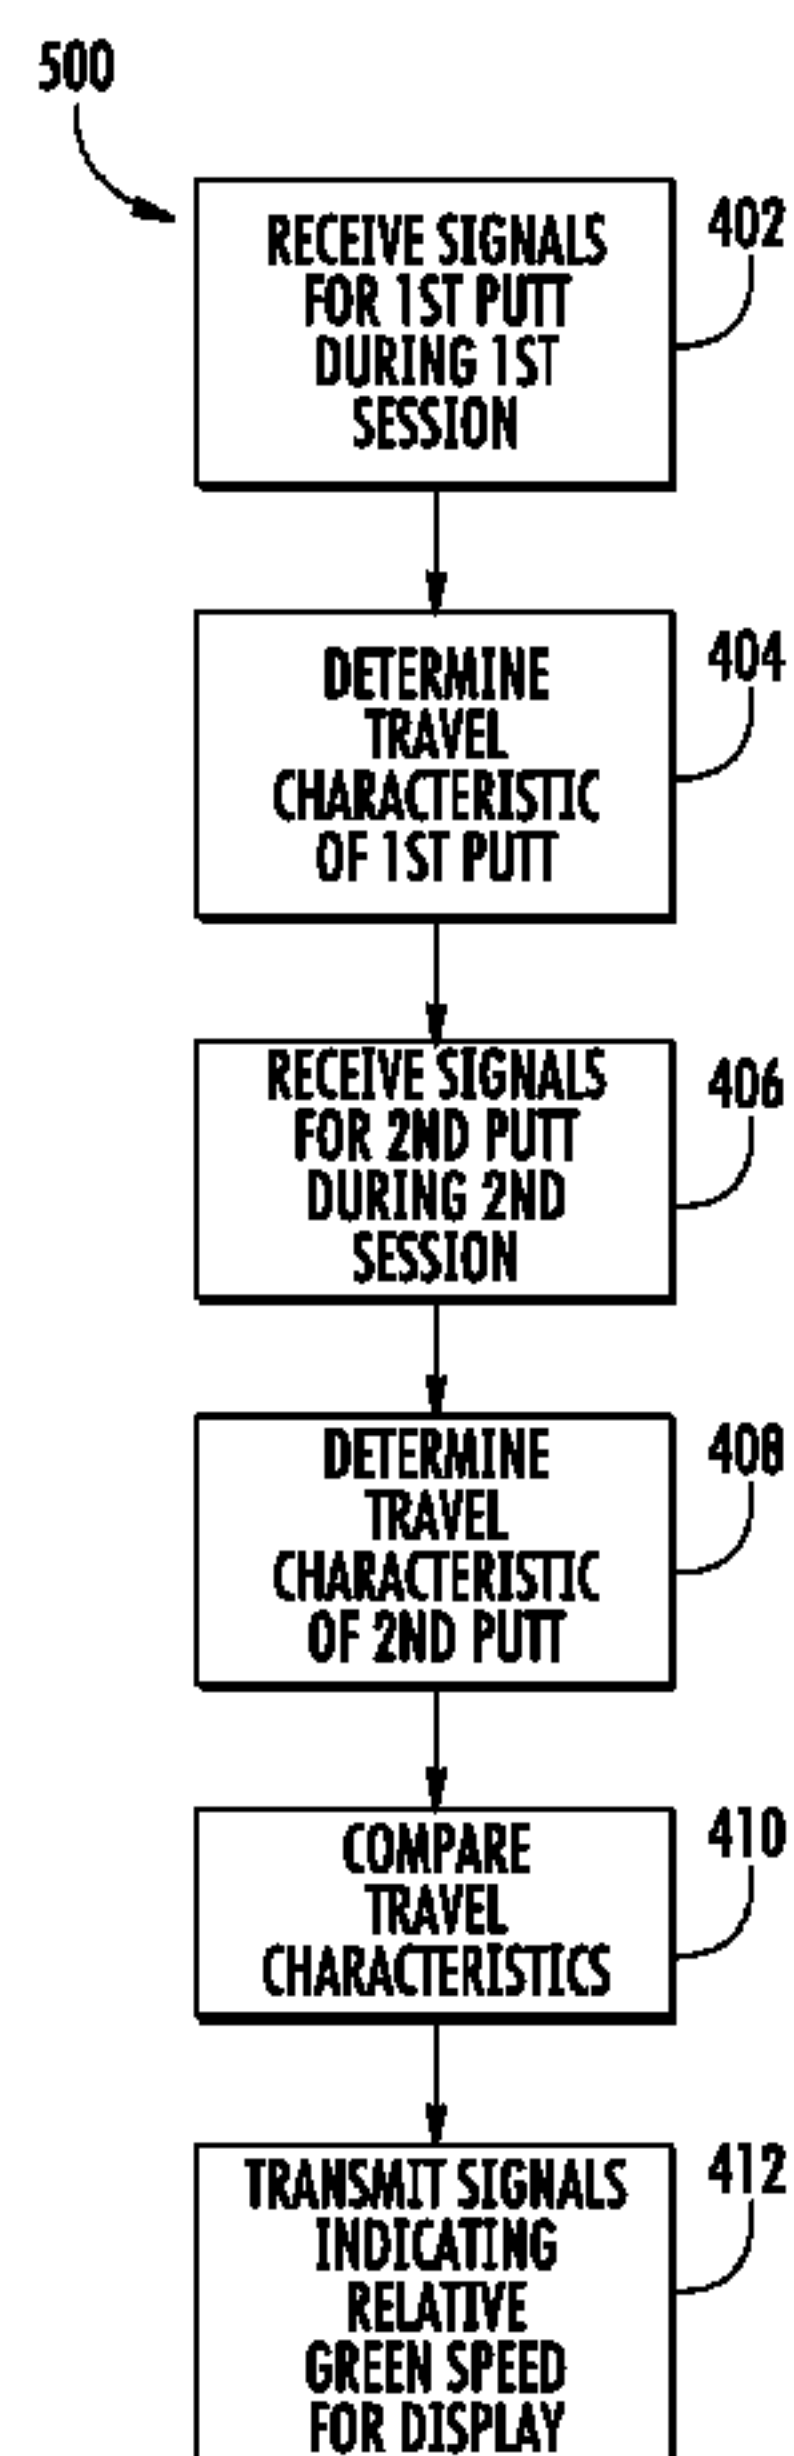 500
RECEIVE SIGNALS
FOR 1ST PUTT
DURING 1ST
SESSION
402
DETERMINE
TRAVEL
CHARACTERISTIC
OF 1ST PUTT
404
RECEIVE SIGNALS
FOR 2ND PUTT
DURING 2ND
SESSION
406
DETERMINE
TRAVEL
CHARACTERISTIC
OF 2ND PUTT
408
COMPARE
TRAVEL
CHARACTERISTICS
410
TRANSMIT SIGNALS
INDICATING
RELATIVE
GREEN SPEED
FOR DISPLAY
412